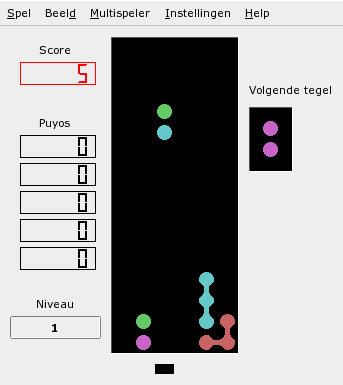 Spel Beeld Multispeler Instellingen Help
Score
5
Volgende tegel
Puyos
0
0
0
0
0
Niveau
1